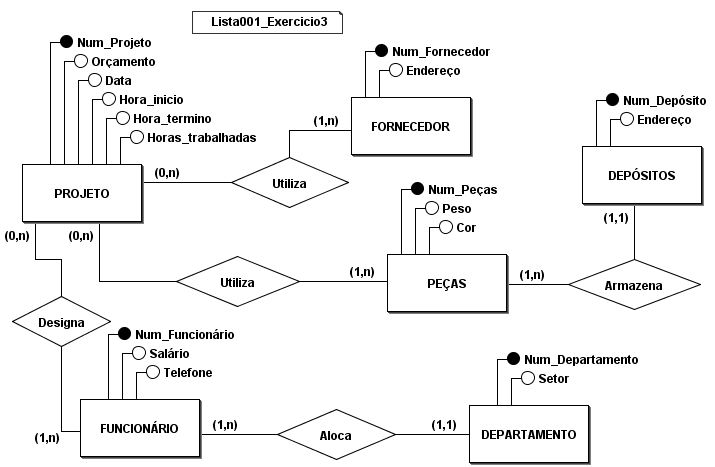 Lista001_Exercicio3
Num_Projeto
Orçamento
Data
Hora_inicio
Hora_termino
Horas_trabalhadas
PROJETO
Num_Fornecedor
Endereço
FORNECEDOR
(1,n)
(0,n)
Utiliza
Num_Depósito
Endereço
DEPÓSITOS
(1,1)
Num_Peças
Peso
Cor
PEÇAS
(0,n)
(0,n)
Utiliza
(1,n)
(1,n)
Armazena
Designa
Num_Funcionário
Salário
Telefone
FUNCIONÁRIO
(1,n)
(1,n)
Aloca
(1,1)
Num_Departamento
Setor
DEPARTAMENTO